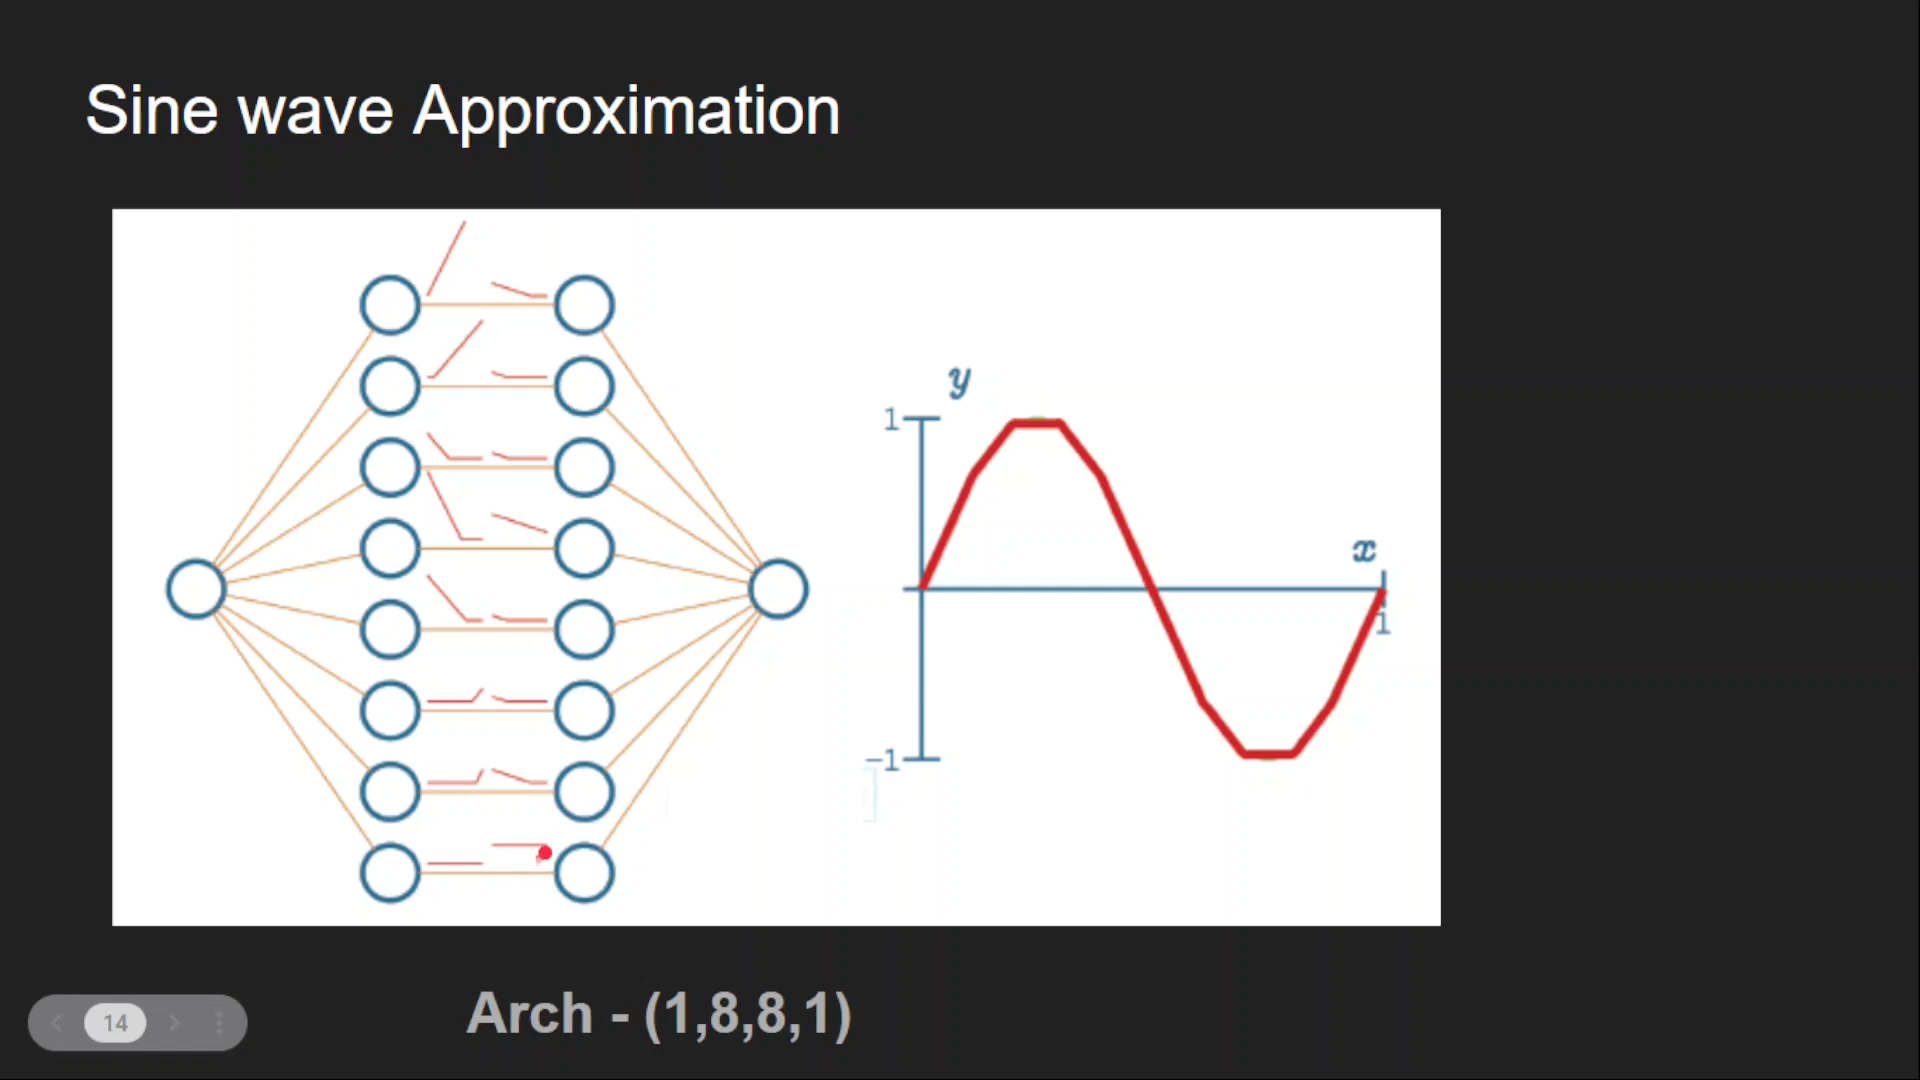 Sine wave Approximation
y
1
x
1
−1
Arch - (1,8,8,1)
14